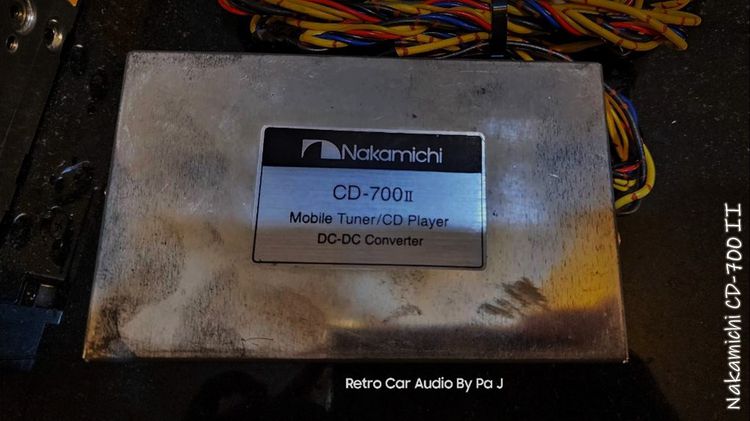 Nakamichi
CD-700II
Mobile Tuner/CD Player
DC-DC Converter
Retro Car Audio By Pa J
Nakamichi CD-700 II